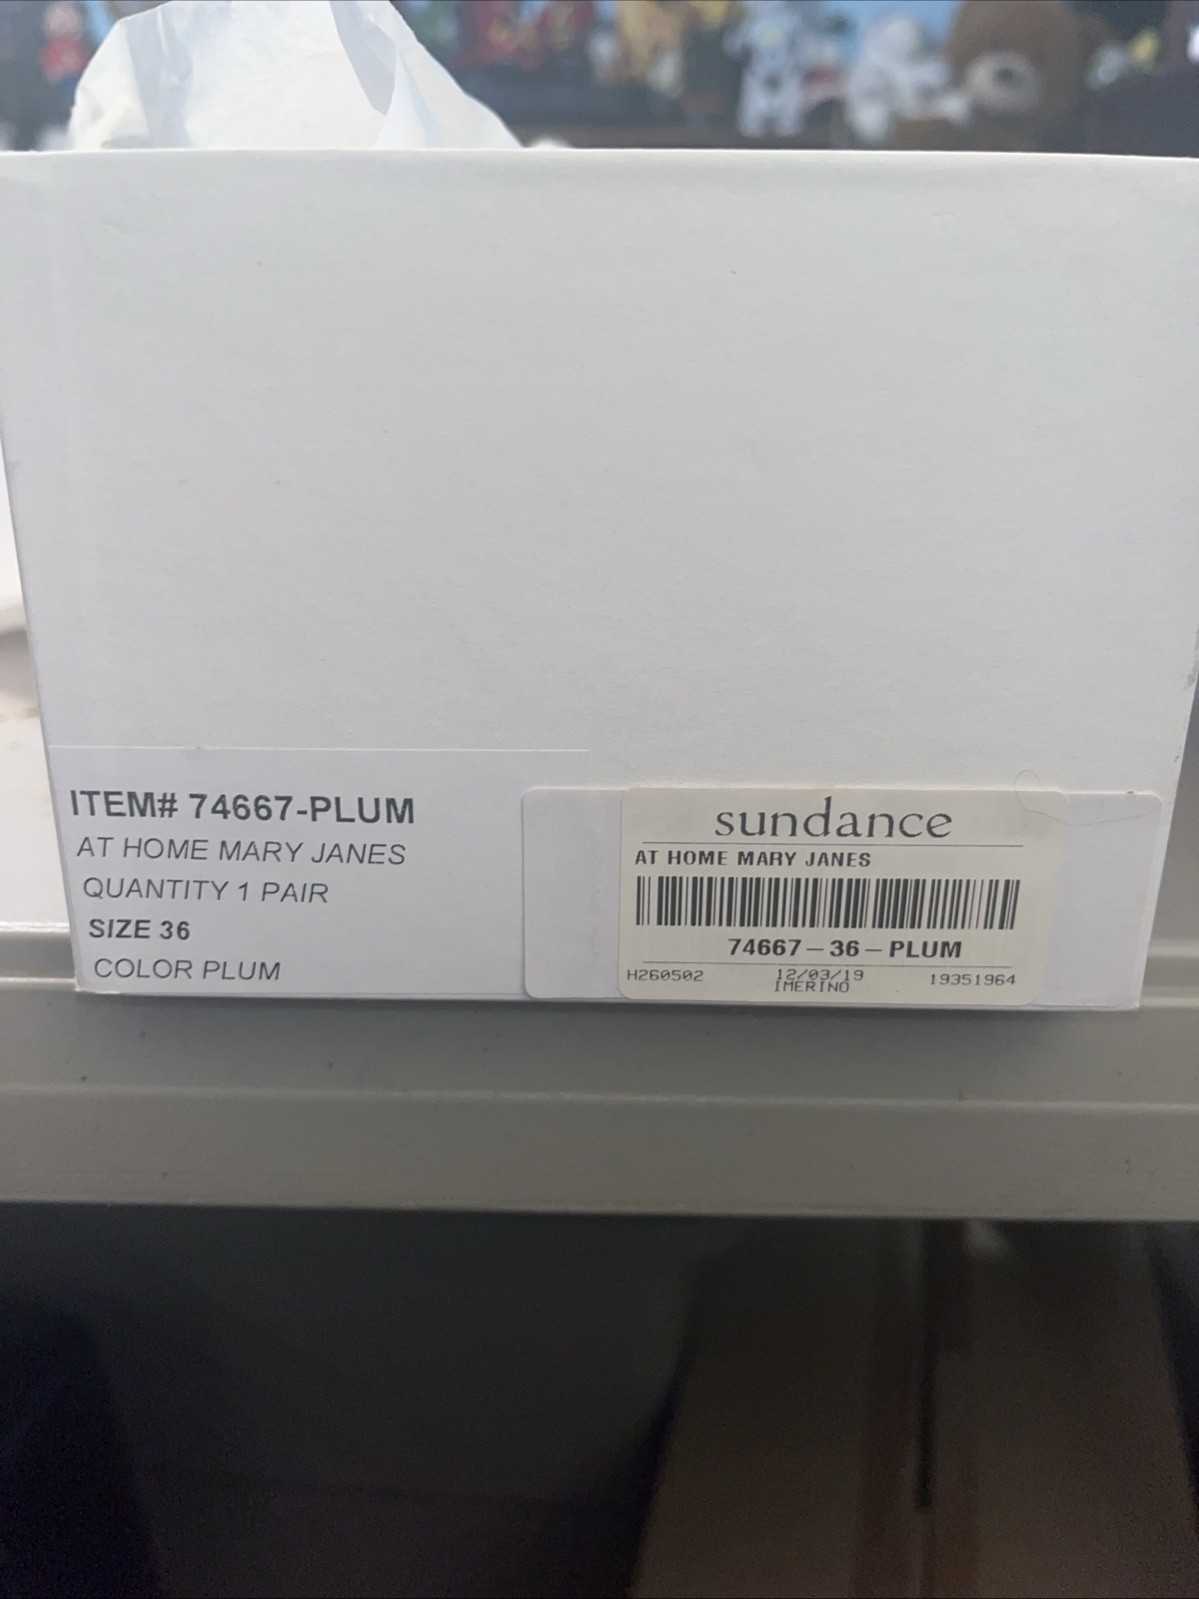 ITEM# 74667-PLUM
AT HOME MARY JANES
QUANTITY 1 PAIR
SIZE 36
COLOR PLUM
sundance
AT HOME MARY JANES
74667-36-PLUM
H260502 12/03/19 19351964
IMERINO